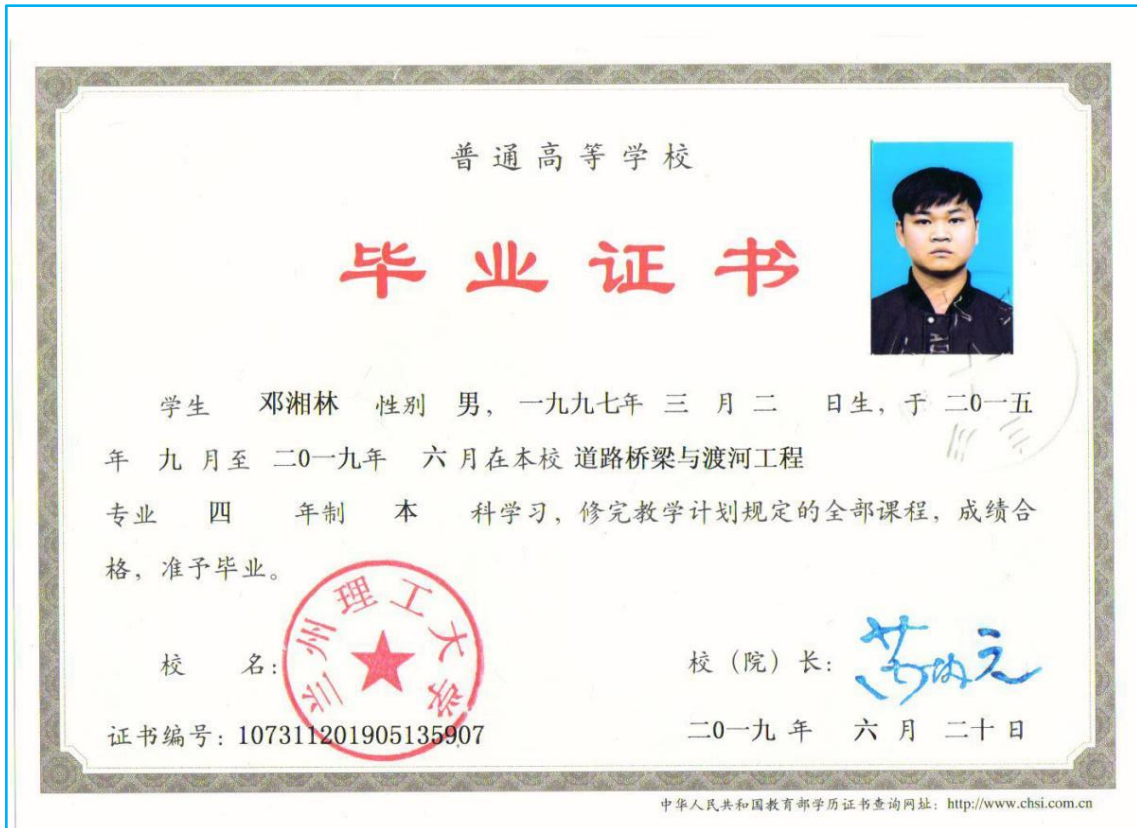 普通高等学校
毕业证书
学生 邓湘林 性别 男，一九九七年 三 月 二 日生，于 二0一五
年 九 月至 二0一九年 六 月在本校 道路桥梁与渡河工程
专业 四 年制 本 科学习，修完教学计划规定的全部课程，成绩合
格，准予毕业。
兰州理工大学
校 名：
校（院）长：
证书编号：107311201905135907
二0一九 年 六 月 二十 日
中华人民共和国教育部学历证书查询网址：http://www.chsi.com.cn